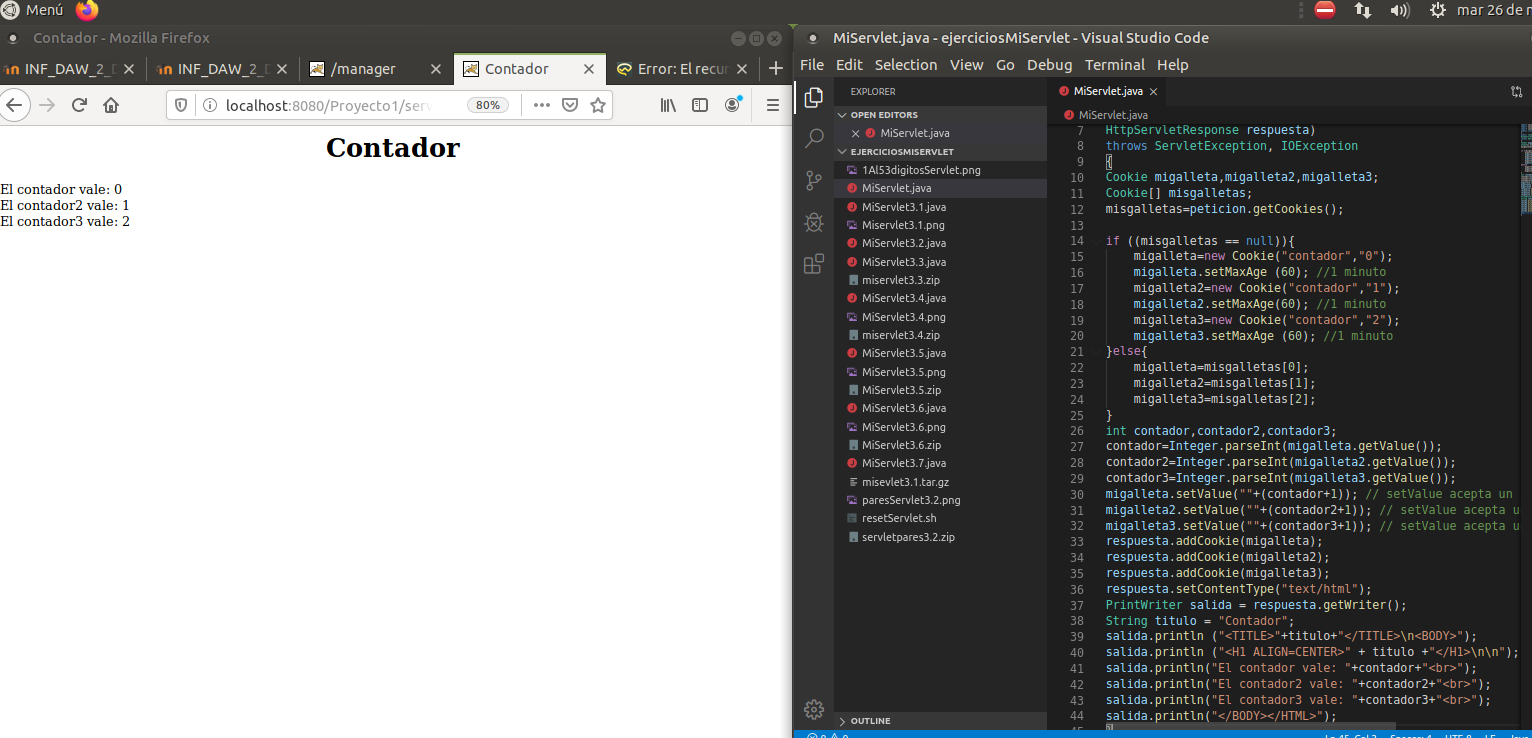 Menú
mar 26 de
Contador - Mozilla Firefox
INF_DAW_2_
INF_DAW_2_
/manager
Contador
Error: El recu
localhost:8080/Proyecto1/ser
80%
Contador
El contador vale: 0
El contador2 vale: 1
El contador3 vale: 2
MiServlet.java - ejerciciosMiServlet - Visual Studio Code
File Edit Selection View Go Debug Terminal Help
EXPLORER
OPEN EDITORS
MiServlet.java
EJERCICIOSMISERVLET
1Al53digitosServlet.png
MiServlet.java
MiServlet3.1.java
Miservlet3.1.png
MiServlet3.2.java
MiServlet3.3.java
miservlet3.3.zip
MiServlet3.4.java
MiServlet3.4.png
miservlet3.4.zip
MiServlet3.5.java
MiServlet3.5.png
MiServlet3.5.zip
MiServlet3.6.java
MiServlet3.6.png
MiServlet3.6.zip
MiServlet3.7.java
misevlet3.1.tar.gz
paresServlet3.2.png
resetServlet.sh
servletpares3.2.zip
OUTLINE
MiServlet.java
MiServlet.java
7 HttpServletResponse respuesta)
8 throws ServletException, IOException
9 {
10 Cookie migalleta,migalleta2,migalleta3;
11 Cookie[] misgalletas;
12 misgalletas=peticion.getCookies();
13
14 if ((misgalletas == null)){
15 migalleta=new Cookie("contador","0");
16 migalleta.setMaxAge (60); //1 minuto
17 migalleta2=new Cookie("contador","1");
18 migalleta2.setMaxAge(60); //1 minuto
19 migalleta3=new Cookie("contador","2");
20 migalleta3.setMaxAge (60); //1 minuto
21 }else{
22 migalleta=misgalletas[0];
23 migalleta2=misgalletas[1];
24 migalleta3=misgalletas[2];
25 }
26 int contador,contador2,contador3;
27 contador=Integer.parseInt(migalleta.getValue());
28 contador2=Integer.parseInt(migalleta2.getValue());
29 contador3=Integer.parseInt(migalleta3.getValue());
30 migalleta.setValue(""+(contador+1)); // setValue acepta un
31 migalleta2.setValue(""+(contador2+1)); // setValue acepta u
32 migalleta3.setValue(""+(contador3+1)); // setValue acepta u
33 respuesta.addCookie(migalleta);
34 respuesta.addCookie(migalleta2);
35 respuesta.addCookie(migalleta3);
36 respuesta.setContentType("text/html");
37 PrintWriter salida = respuesta.getWriter();
38 String titulo = "Contador";
39 salida.println ("<TITLE>"+titulo+"</TITLE>\n<BODY>");
40 salida.println ("<H1 ALIGN=CENTER>" + titulo +"</H1>\n\n");
41 salida.println("El contador vale: "+contador+"<br>");
42 salida.println("El contador2 vale: "+contador2+"<br>");
43 salida.println("El contador3 vale: "+contador3+"<br>");
44 salida.println("</BODY></HTML>");